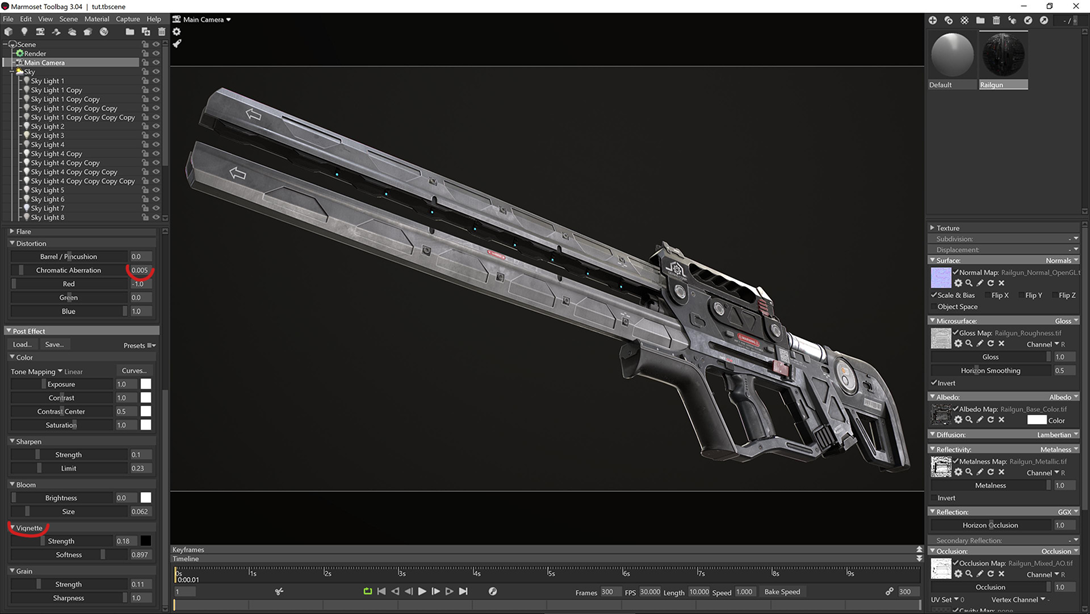 Marmoset Toolbag 3.04 | tut.tbscene
File Edit View Scene Material Capture Help
Main Camera
Scene
Render
Main Camera
Sky
Sky Light 1
Sky Light 1 Copy
Sky Light 1 Copy Copy
Sky Light 1 Copy Copy Copy
Sky Light 1 Copy Copy Copy Copy
Sky Light 2
Sky Light 3
Sky Light 4
Sky Light 4 Copy
Sky Light 4 Copy Copy
Sky Light 4 Copy Copy Copy
Sky Light 4 Copy Copy Copy Copy
Sky Light 5
Sky Light 6
Sky Light 7
Sky Light 8
Flare
Distortion
Barrel / Pincushion 0.0
Chromatic Aberration 0.005
Red -1.0
Green 0.0
Blue 1.0
Post Effect
Load... Save... Presets
Color
Tone Mapping Linear Curves...
Exposure 1.0
Contrast 1.0
Contrast Center 0.5
Saturation 1.0
Sharpen
Strength 0.1
Limit 0.23
Bloom
Brightness 0.0
Size 0.062
Vignette
Strength 0.18
Softness 0.897
Grain
Strength 0.11
Sharpness 1.0
Keyframes
Timeline
0s 1s 2s 3s 4s 5s 6s 7s 8s 9s
0:00.01
1
Frames 300 FPS 30.000 Length 10.000 Speed 1.000 Bake Speed 300
- / -
Default Railgun
Texture
Subdivision: -
Displacement: -
Surface: Normals
Normal Map: Railgun_Normal_OpenGL.t
Scale & Bias Flip X Flip Y Flip Z
Object Space
Microsurface: Gloss
Gloss Map: Railgun_Roughness.tif
Channel R
Gloss 1.0
Horizon Smoothing 0.5
Invert
Albedo: Albedo
Albedo Map: Railgun_Base_Color.tif
Color
Diffusion: Lambertian
Reflectivity: Metalness
Metalness Map: Railgun_Metallic.tif
Channel R
Metalness 1.0
Invert
Reflection: GGX
Horizon Occlusion 1.0
Secondary Reflection: -
Occlusion: Occlusion
Occlusion Map: Railgun_Mixed_AO.tif
Channel R
Occlusion 1.0
UV Set 0 Vertex Channel -
Cavity Map: none